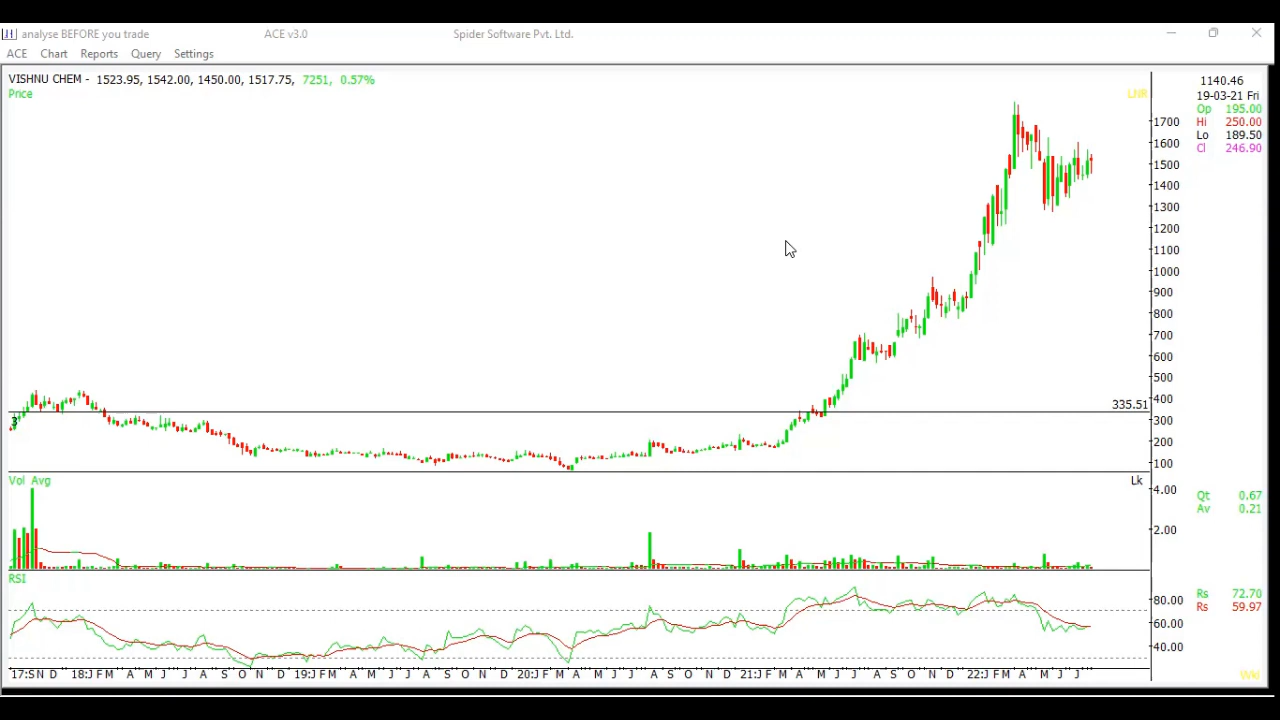 analyse BEFORE you trade ACE v3.0 Spider Software Pvt. Ltd.
ACE Chart Reports Query Settings
VISHNU CHEM - 1523.95, 1542.00, 1450.00, 1517.75, 7251, 0.57%
Price LNR
1140.46
19-03-21 Fri
Op 195.00
Hi 250.00
Lo 189.50
Cl 246.90
1700
1600
1500
1400
1300
1200
1100
1000
900
800
700
600
500
400
335.51
300
3
200
100
Vol Avg Lk
4.00
2.00
Qt 0.67
Av 0.21
RSI
80.00
60.00
40.00
Rs 72.70
Rs 59.97
17:S N D 18:J F M A M J J A S O N D 19:J F M A M J J A S O N D 20:J F M A M J J A S O N D 21:J F M A M J J A S O N D 22:J F M A M J J
Wkl